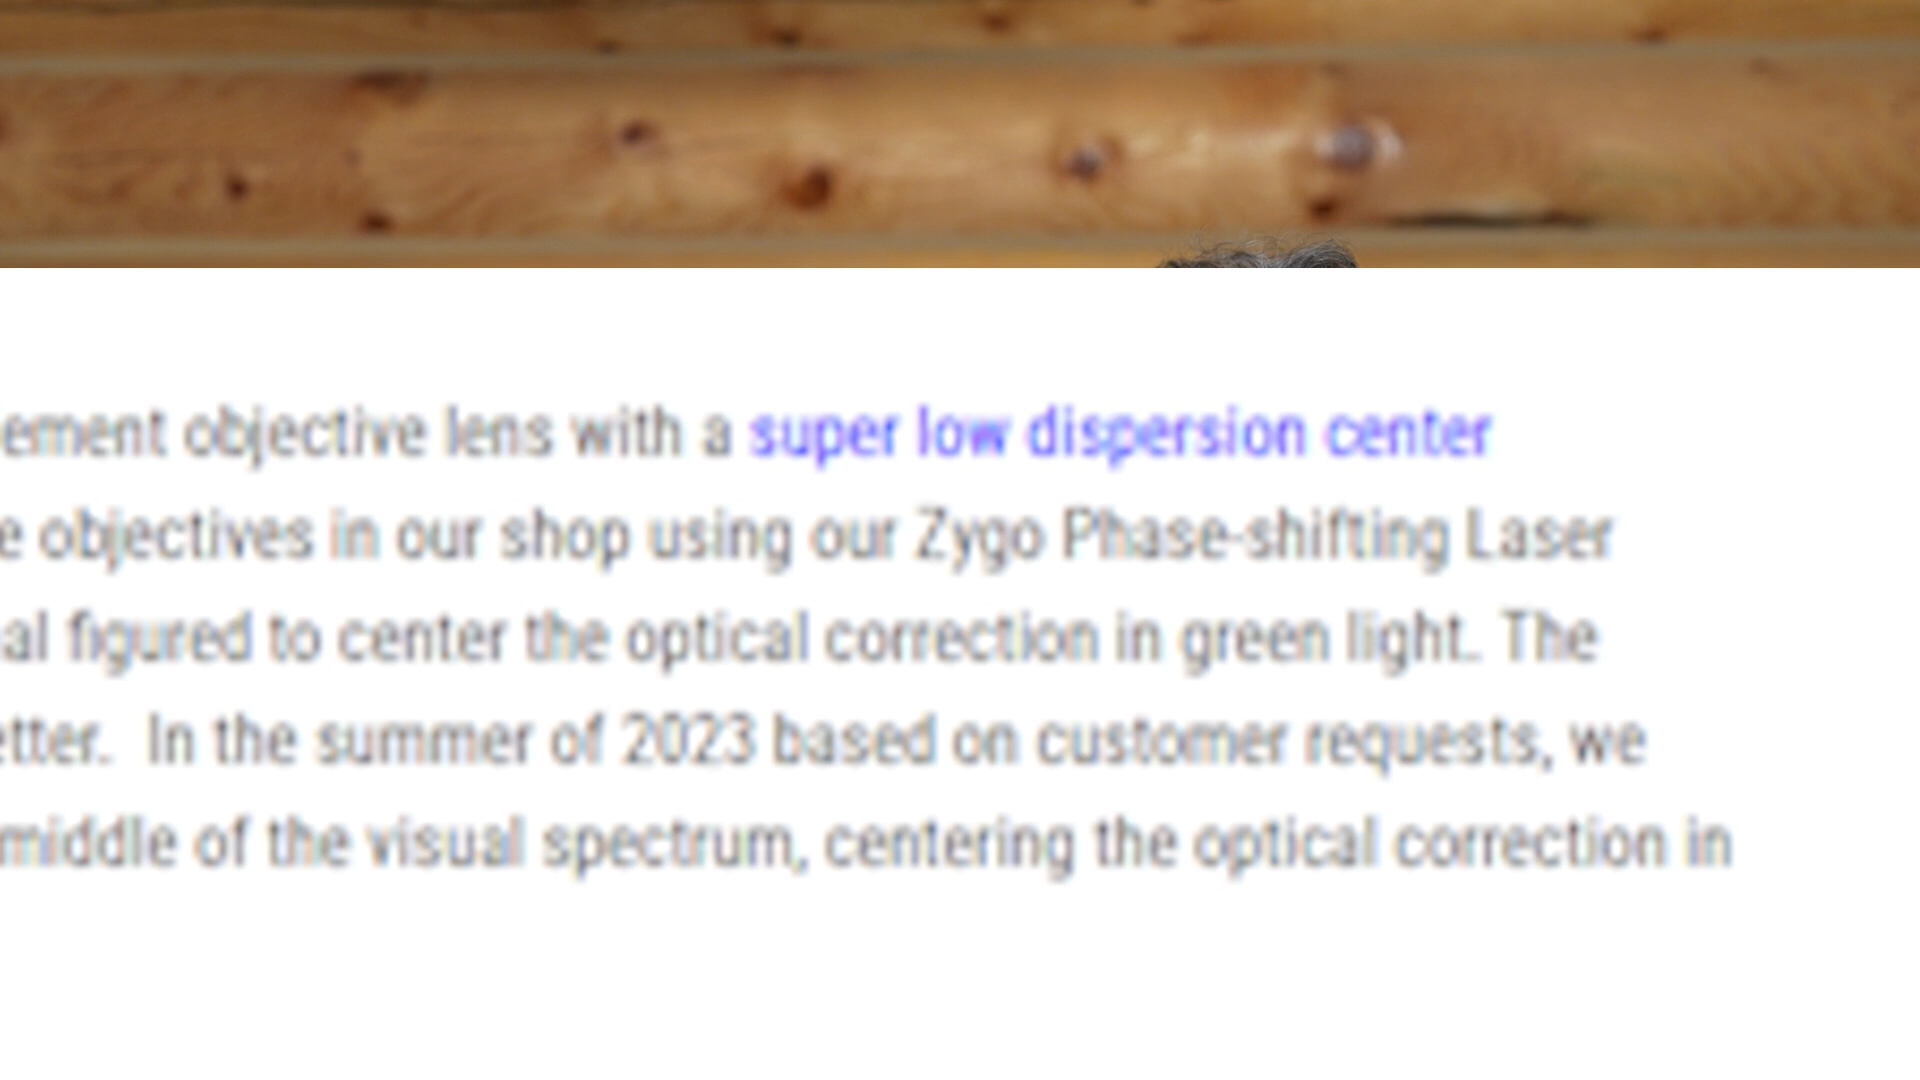 ement objective lens with a super low dispersion center
e objectives in our shop using our Zygo Phase-shifting Laser
al figured to center the optical correction in green light. The
etter. In the summer of 2023 based on customer requests, we
middle of the visual spectrum, centering the optical correction in